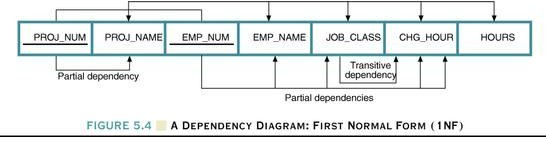 PROJ_NUM PROJ_NAME EMP_NUM EMP_NAME JOB_CLASS CHG_HOUR HOURS
Partial dependency
Transitive
dependency
Partial dependencies
FIGURE 5.4 A DEPENDENCY DIAGRAM: FIRST NORMAL FORM (1NF)